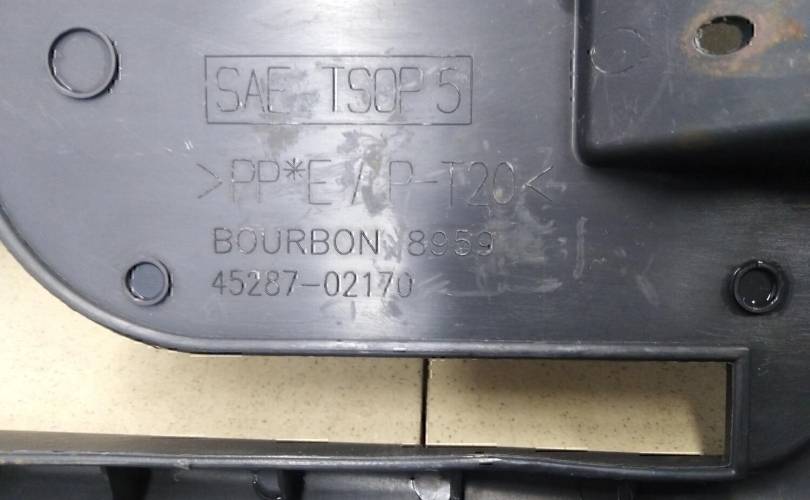 SAE TSOP 5
>PP*E/P-T20<
BOURBON 8959
45287-02170